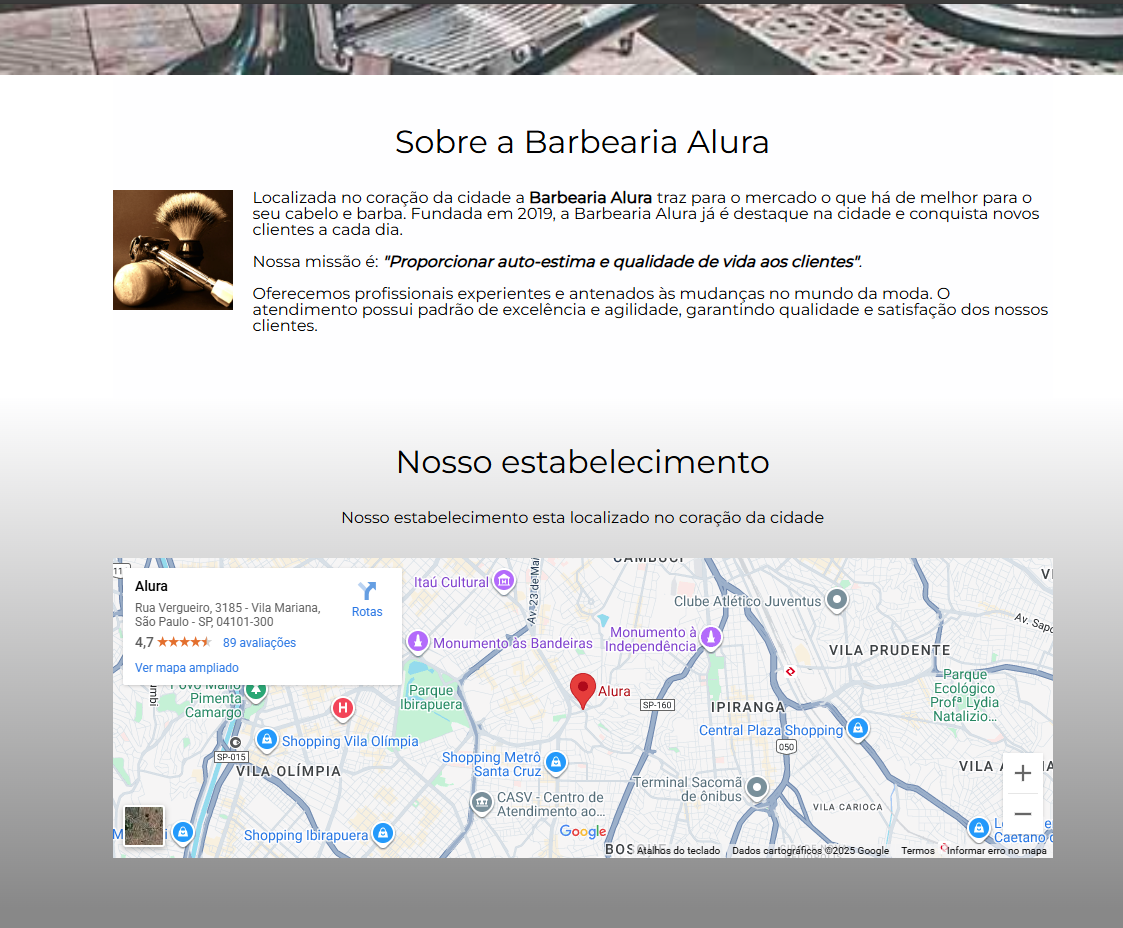 Sobre a Barbearia Alura
Localizada no coração da cidade a Barbearia Alura traz para o mercado o que há de melhor para o
seu cabelo e barba. Fundada em 2019, a Barbearia Alura já é destaque na cidade e conquista novos
clientes a cada dia.
Nossa missão é: "Proporcionar auto-estima e qualidade de vida aos clientes".
Oferecemos profissionais experientes e antenados às mudanças no mundo da moda. O
atendimento possui padrão de excelência e agilidade, garantindo qualidade e satisfação dos nossos
clientes.
Nosso estabelecimento
Nosso estabelecimento esta localizado no coração da cidade
Alura
Rua Vergueiro, 3185 - Vila Mariana,
São Paulo - SP, 04101-300
Rotas
4,7
89 avaliações
Ver mapa ampliado
11
CAMBUCI
Itaú Cultural
Av. 23 de Mai
Clube Atlético Juventus
Monumento às Bandeiras
Monumento à
Independência
Av. Sapo
VILA PRUDENTE
Povo Mário
Pimenta
Camargo
H
Parque
Ibirapuera
Alura
SP-160
IPIRANGA
Parque
Ecológico
Profª Lydia
Natalizio...
Central Plaza Shopping
050
Shopping Vila Olímpia
SP-015
VILA OLÍMPIA
Shopping Metrô
Santa Cruz
Terminal Sacomã
de ônibus
CASV - Centro de
Atendimento ao...
VILA CARIOCA
Shopping Ibirapuera
Google
Caetano d
Atalhos do teclado
Dados cartográficos ©2025 Google
Termos
Informar erro no mapa